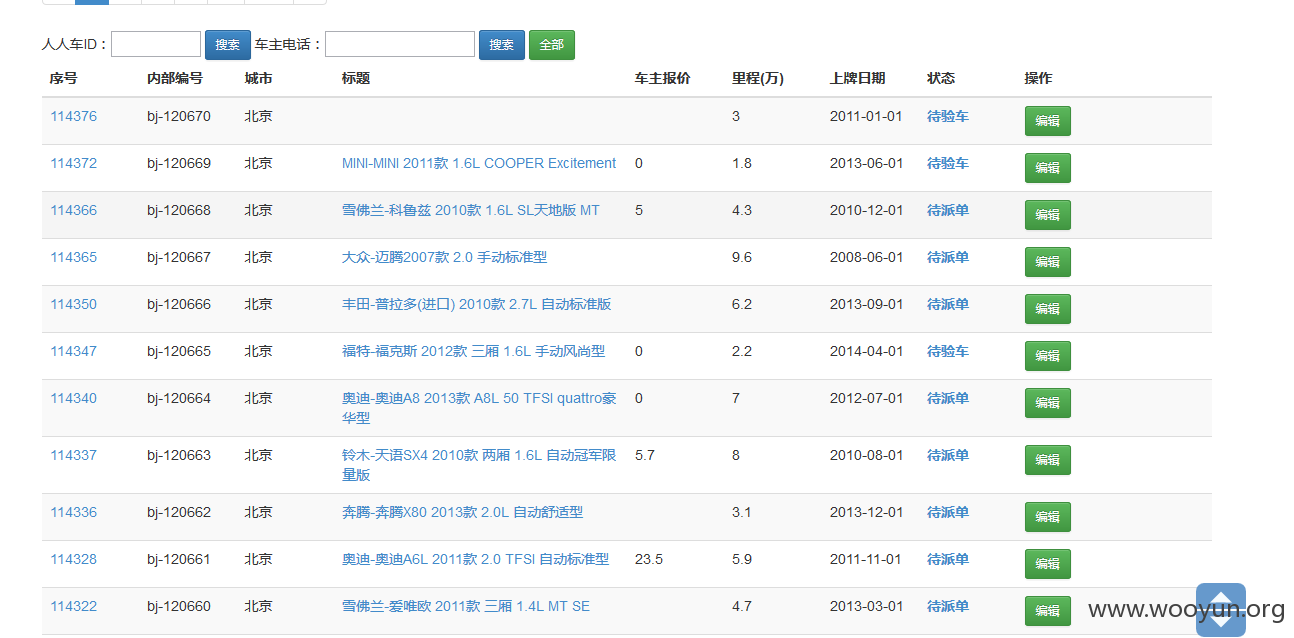 人人车ID： 搜索 车主电话： 搜索 全部
序号 内部编号 城市 标题 车主报价 里程(万) 上牌日期 状态 操作
114376 bj-120670 北京 3 2011-01-01 待验车 编辑
114372 bj-120669 北京 MINI-MINI 2011款 1.6L COOPER Excitement 0 1.8 2013-06-01 待验车 编辑
114366 bj-120668 北京 雪佛兰-科鲁兹 2010款 1.6L SL天地版 MT 5 4.3 2010-12-01 待派单 编辑
114365 bj-120667 北京 大众-迈腾2007款 2.0 手动标准型 9.6 2008-06-01 待派单 编辑
114350 bj-120666 北京 丰田-普拉多(进口) 2010款 2.7L 自动标准版 6.2 2013-09-01 待派单 编辑
114347 bj-120665 北京 福特-福克斯 2012款 三厢 1.6L 手动风尚型 0 2.2 2014-04-01 待验车 编辑
114340 bj-120664 北京 奥迪-奥迪A8 2013款 A8L 50 TFSI quattro豪 0 7 2012-07-01 待派单 编辑
华型
114337 bj-120663 北京 铃木-天语SX4 2010款 两厢 1.6L 自动冠军限 5.7 8 2010-08-01 待派单 编辑
量版
114336 bj-120662 北京 奔腾-奔腾X80 2013款 2.0L 自动舒适型 3.1 2013-12-01 待派单 编辑
114328 bj-120661 北京 奥迪-奥迪A6L 2011款 2.0 TFSI 自动标准型 23.5 5.9 2011-11-01 待派单 编辑
114322 bj-120660 北京 雪佛兰-爱唯欧 2011款 三厢 1.4L MT SE 4.7 2013-03-01 待派单 编辑
www.wooyun.org